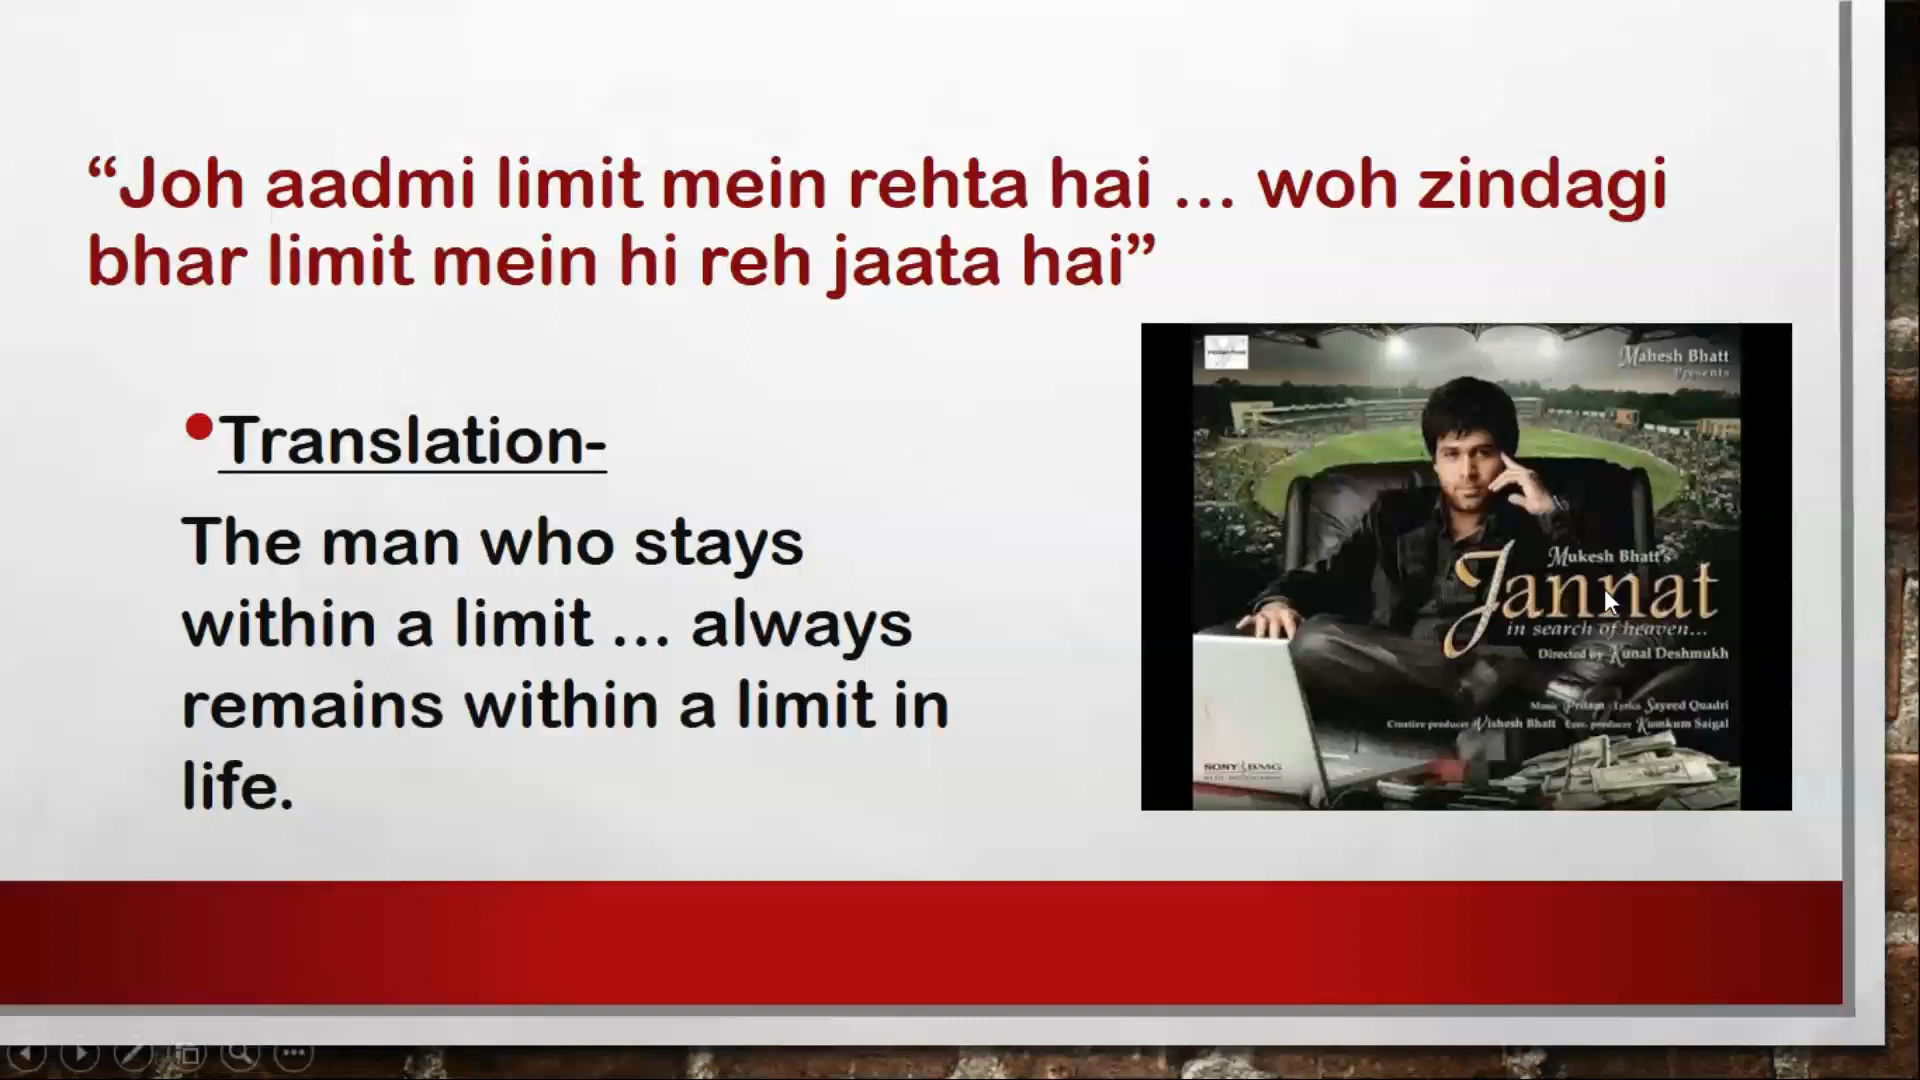 “Joh aadmi limit mein rehta hai ... woh zindagi
bhar limit mein hi reh jaata hai”
Translation-
The man who stays
within a limit ... always
remains within a limit in
life.
Mahesh Bhatt
Presents
Mukesh Bhatt's
Jannat
in search of heaven...
Directed by Kunal Deshmukh
Music Pritam Lyrics Sayeed Quadri
Creative producer Vishesh Bhatt Exec. producer Kumkum Saigal
SONY BMG